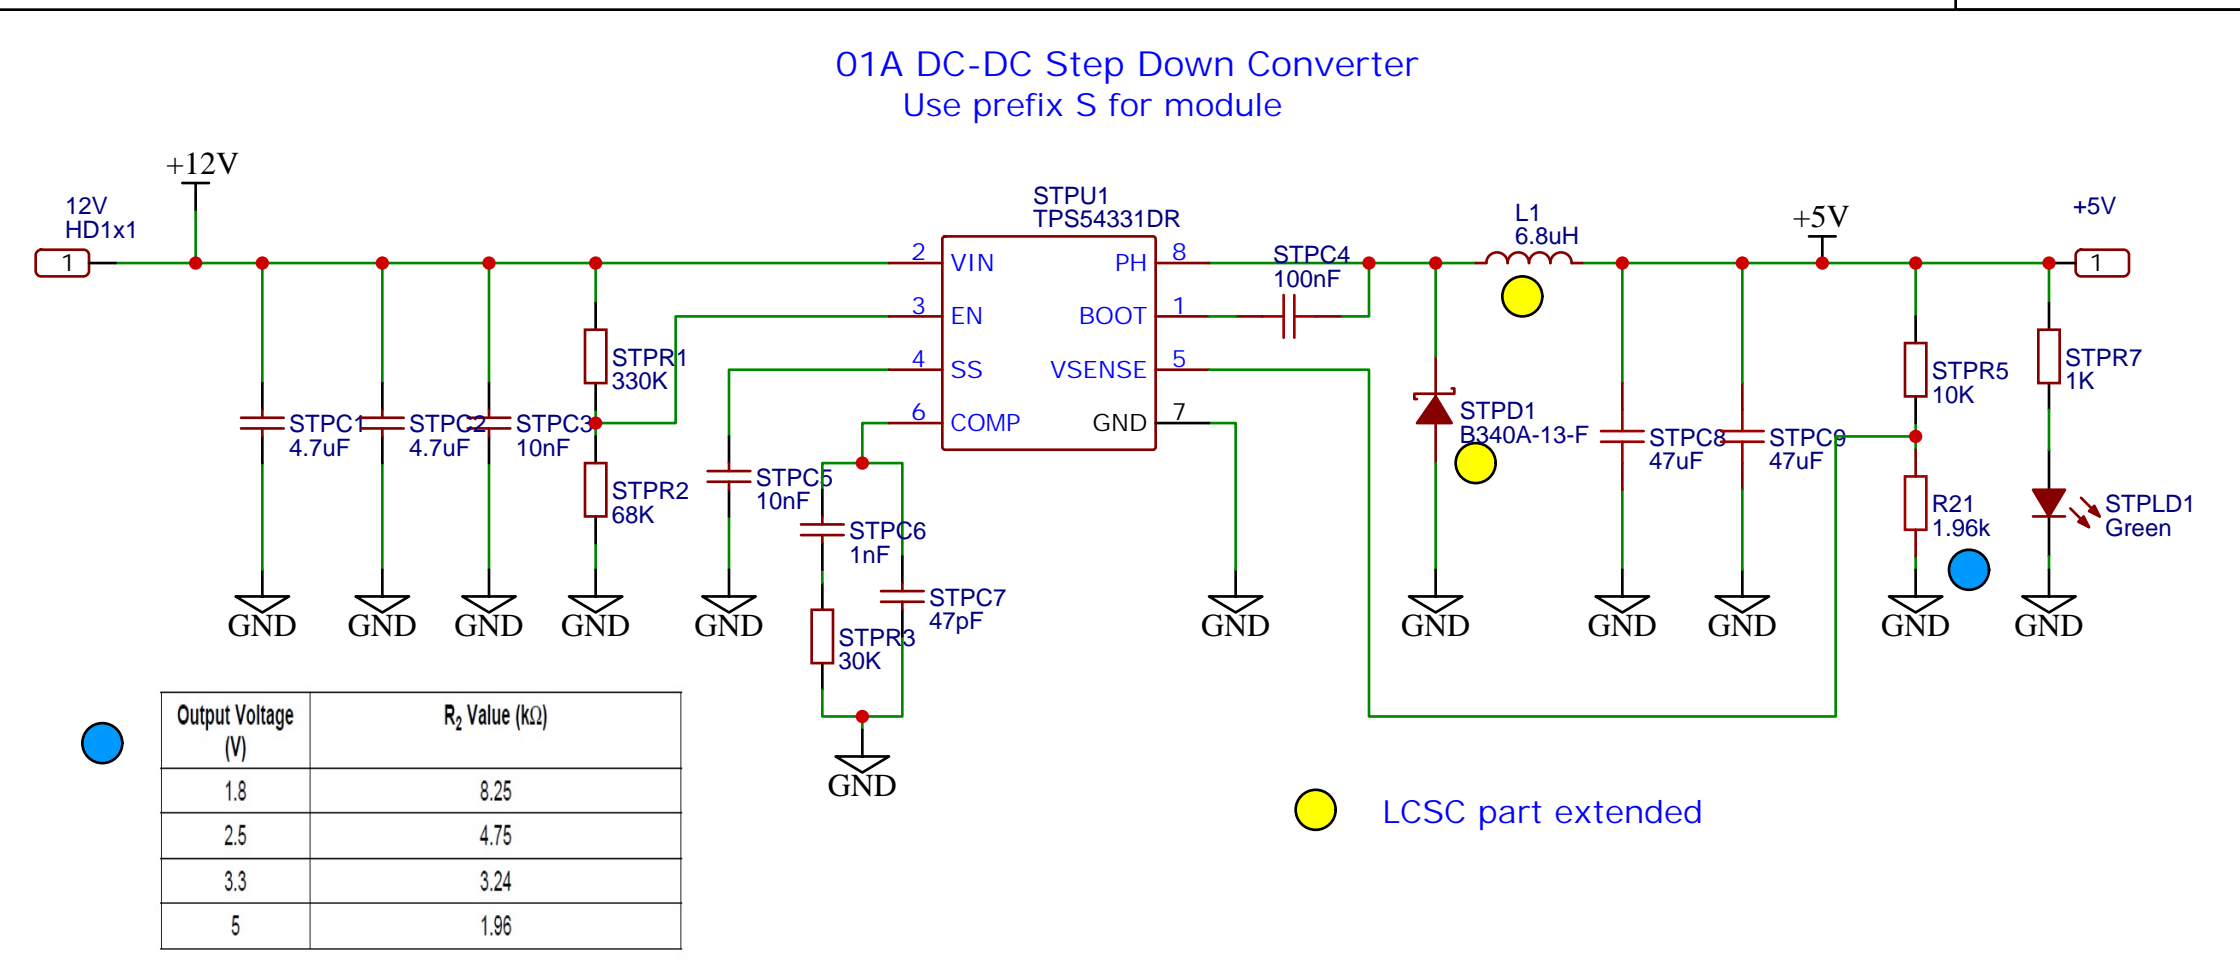 01A DC-DC Step Down Converter
Use prefix S for module
+12V
12V
HD1x1
1
STPU1
TPS54331DR
2
VIN
3
EN
4
SS
6
COMP
PH
8
BOOT
1
VSENSE
5
GND
7
STPC4
100nF
L1
6.8uH
+5V
+5V
1
STPR1
330K
STPR2
68K
STPC1
4.7uF
STPC2
4.7uF
STPC3
10nF
STPC5
10nF
STPC6
1nF
STPC7
47pF
STPR3
30K
STPD1
B340A-13-F
STPC8
47uF
STPC9
47uF
STPR5
10K
R21
1.96k
STPR7
1K
STPLD1
Green
GND
GND
GND
GND
GND
GND
GND
GND
GND
GND
GND
GND
Output Voltage
(V)
R2 Value (kΩ)
1.8
8.25
2.5
4.75
3.3
3.24
5
1.96
LCSC part extended